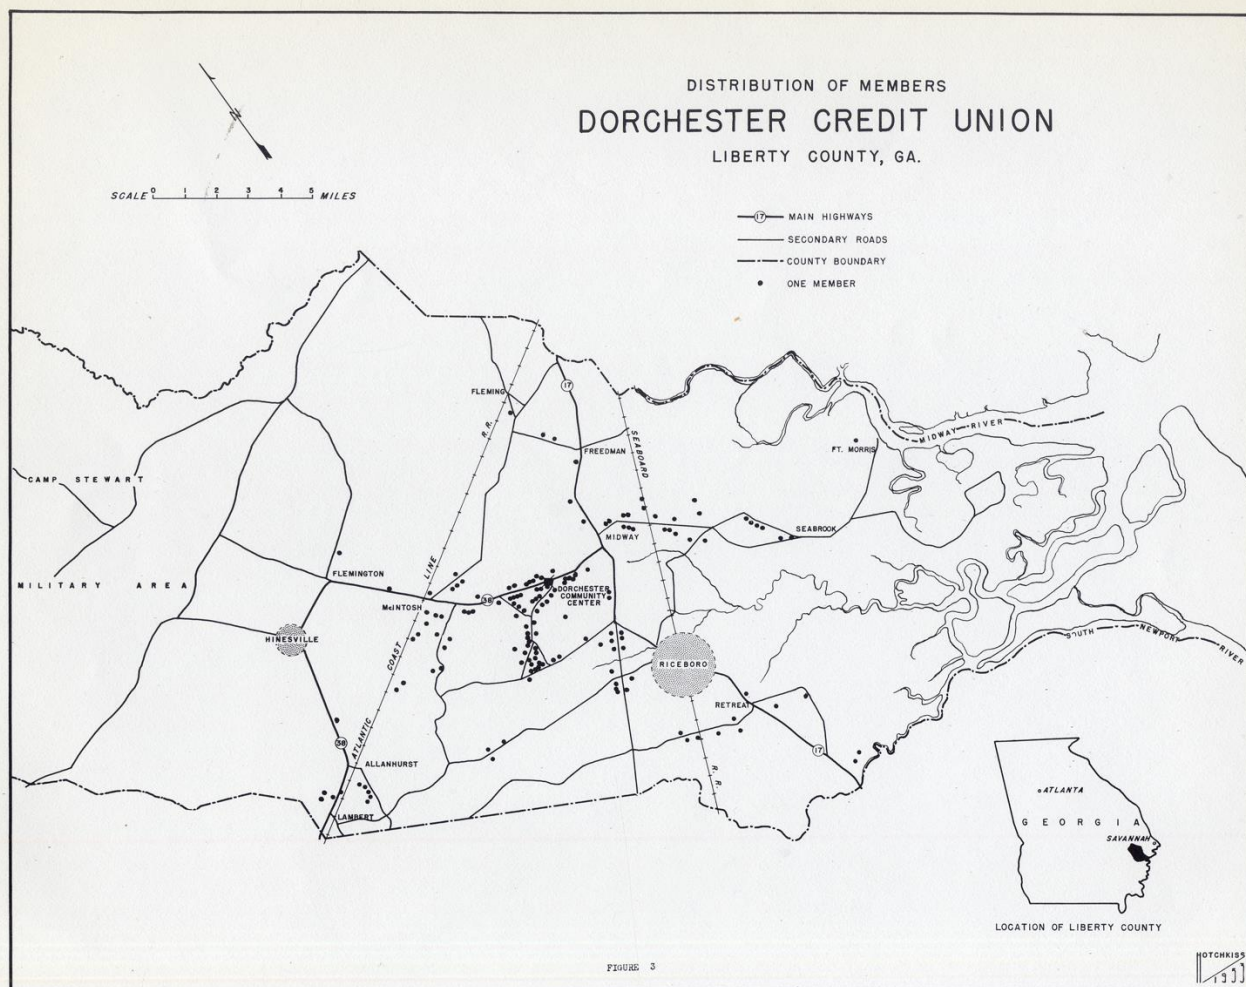 DISTRIBUTION OF MEMBERS
DORCHESTER CREDIT UNION
LIBERTY COUNTY, GA.
N
SCALE 0 1 2 3 4 5 MILES
17 MAIN HIGHWAYS
SECONDARY ROADS
COUNTY BOUNDARY
ONE MEMBER
FLEMING
17
R. R.
SEABOARD
MIDWAY RIVER
FT. MORRIS
FREEDMAN
CAMP STEWART
SEABROOK
MIDWAY
LINE
FLEMINGTON
MILITARY AREA
DORCHESTER
COMMUNITY
CENTER
38
McINTOSH
HINESVILLE
SOUTH NEWPORT RIVER
COAST
RICEBORO
RETREAT
ATLANTIC
38
17
ALLANHURST
R. R.
LAMBERT
ATLANTA
GEORGIA
SAVANNAH
LOCATION OF LIBERTY COUNTY
FIGURE 3
HOTCHKISS